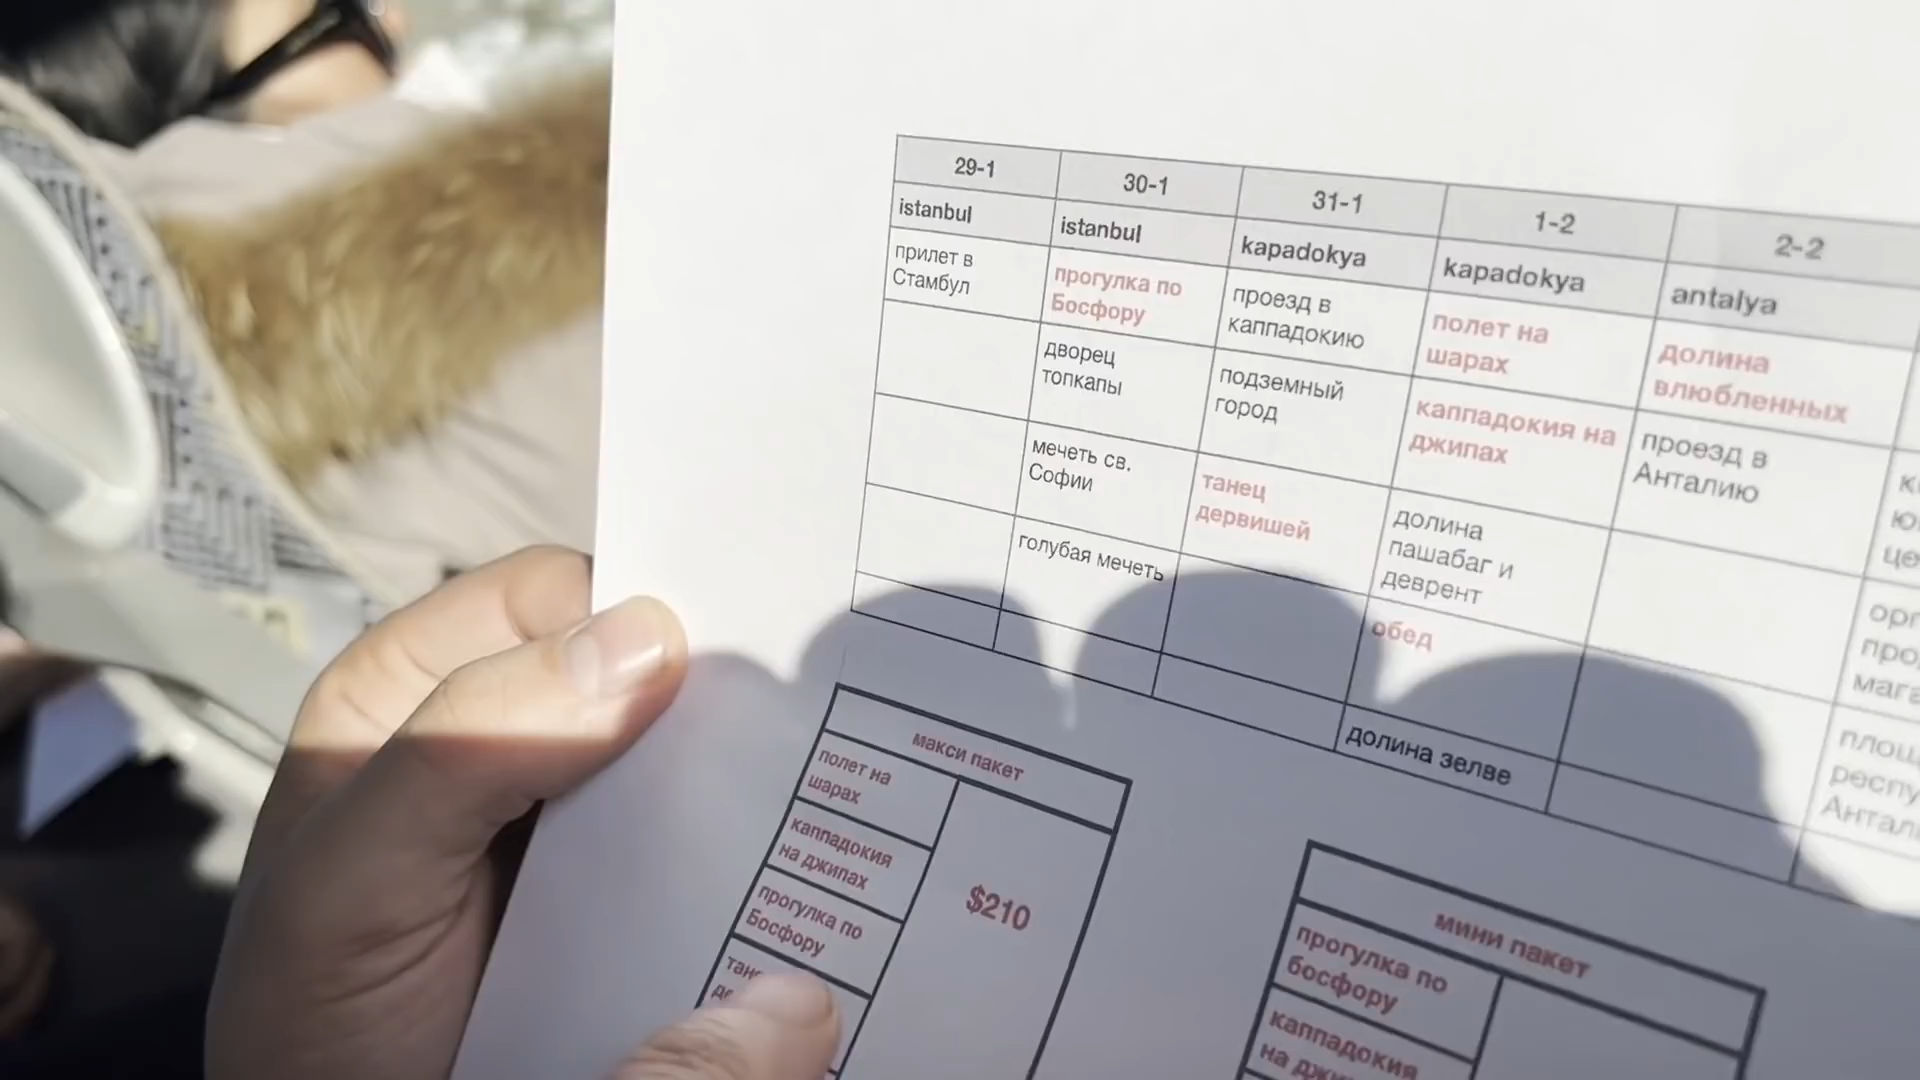 29-1
30-1
31-1
1-2
2-2
istanbul
istanbul
kapadokya
kapadokya
antalya
прилет в
Стамбул
прогулка по
Босфору
проезд в
каппадокию
полет на
шарах
долина
влюбленных
дворец
топкапы
подземный
город
каппадокия на
джипах
проезд в
Анталию
мечеть св.
Софии
танец
дервишей
долина
пашабаг и
деврент
голубая мечеть
обед
долина зелве
макси пакет
полет на
шарах
каппадокия
на джипах
прогулка по
Босфору
$210
мини пакет
прогулка по
босфору
каппадокия